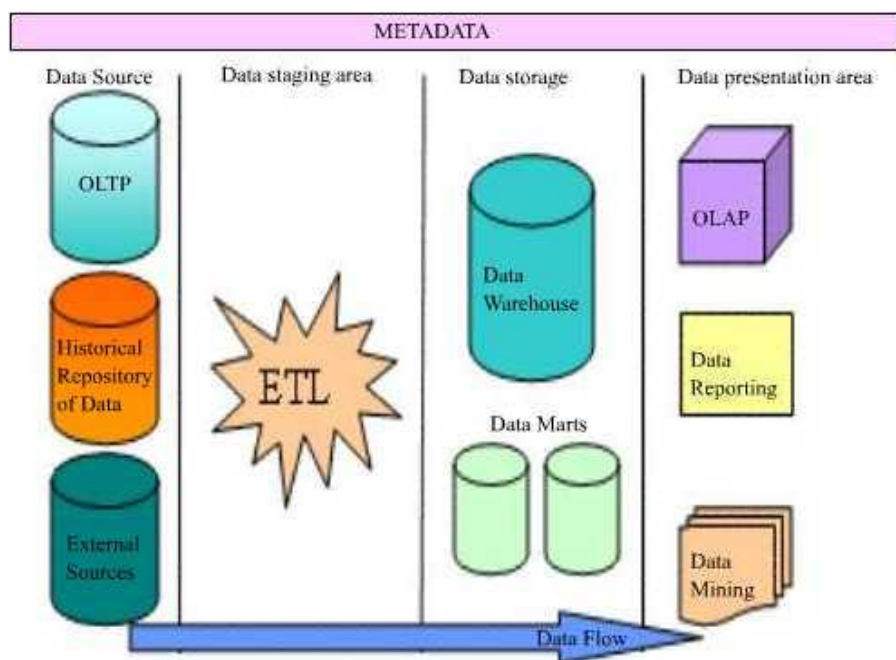 METADATA
Data Source
Data staging area
Data storage
Data presentation area
OLTP
Historical
Repository
of Data
External
Sources
ETL
Data
Warehouse
Data Marts
OLAP
Data
Reporting
Data
Mining
Data Flow